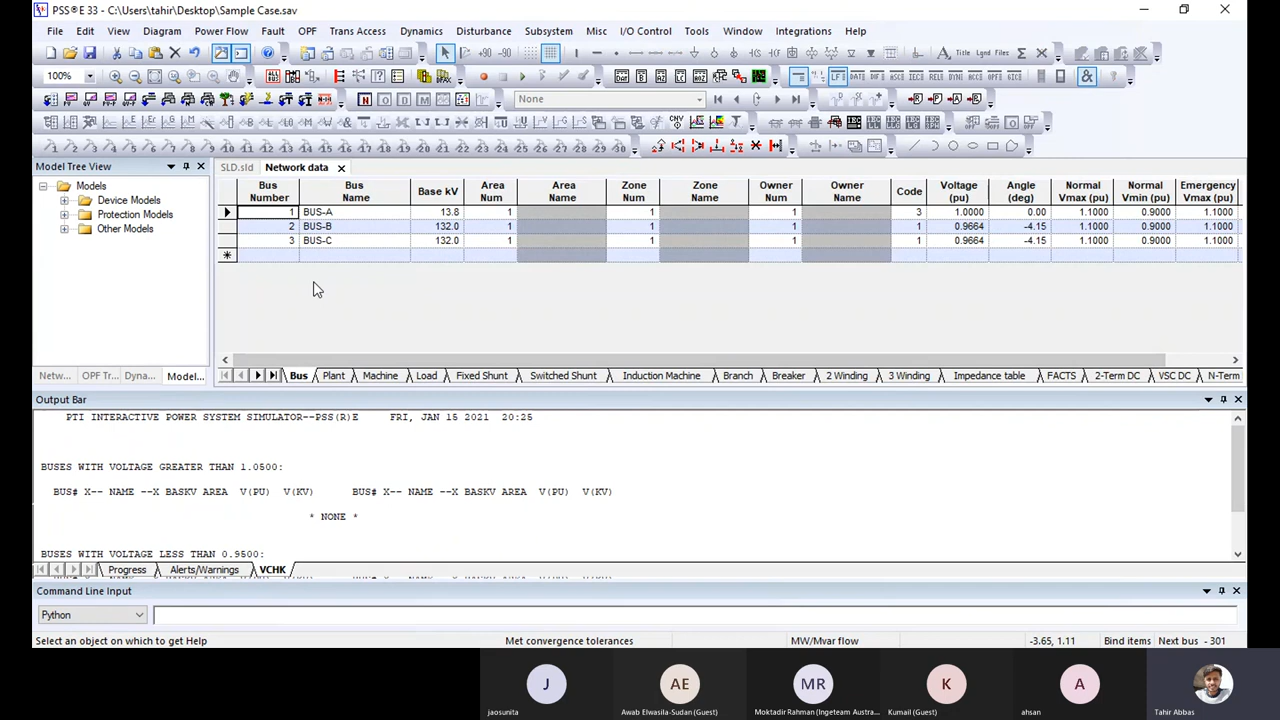 PSS®E 33 - C:\Users\tahir\Desktop\Sample Case.sav
File Edit View Diagram Power Flow Fault OPF Trans Access Dynamics Disturbance Subsystem Misc I/O Control Tools Window Integrations Help
100%
None
Model Tree View
SLD.sld Network data
Models
Device Models
Protection Models
Other Models
Bus Number Bus Name Base kV Area Num Area Name Zone Num Zone Name Owner Num Owner Name Code Voltage (pu) Angle (deg) Normal Vmax (pu) Normal Vmin (pu) Emergency Vmax (pu)
1 BUS-A 13.8 1 1 1 3 1.0000 0.00 1.1000 0.9000 1.1000
2 BUS-B 132.0 1 1 1 1 0.9664 -4.15 1.1000 0.9000 1.1000
3 BUS-C 132.0 1 1 1 1 0.9664 -4.15 1.1000 0.9000 1.1000
Netw... OPF Tr... Dyna... Model...
Bus Plant Machine Load Fixed Shunt Switched Shunt Induction Machine Branch Breaker 2 Winding 3 Winding Impedance table FACTS 2-Term DC VSC DC N-Term
Output Bar
PTI INTERACTIVE POWER SYSTEM SIMULATOR--PSS(R)E FRI, JAN 15 2021 20:25
BUSES WITH VOLTAGE GREATER THAN 1.0500:
BUS# X-- NAME --X BASKV AREA V(PU) V(KV) BUS# X-- NAME --X BASKV AREA V(PU) V(KV)
* NONE *
BUSES WITH VOLTAGE LESS THAN 0.9500:
Progress Alerts/Warnings VCHK
Command Line Input
Python
Select an object on which to get Help Met convergence tolerances MW/Mvar flow -3.65, 1.11 Bind items Next bus - 301
J AE MR K A
jaosunita Awab Elwasila-Sudan (Guest) Moktadir Rahman (Ingeteam Austra... Kumail (Guest) ahsan Tahir Abbas